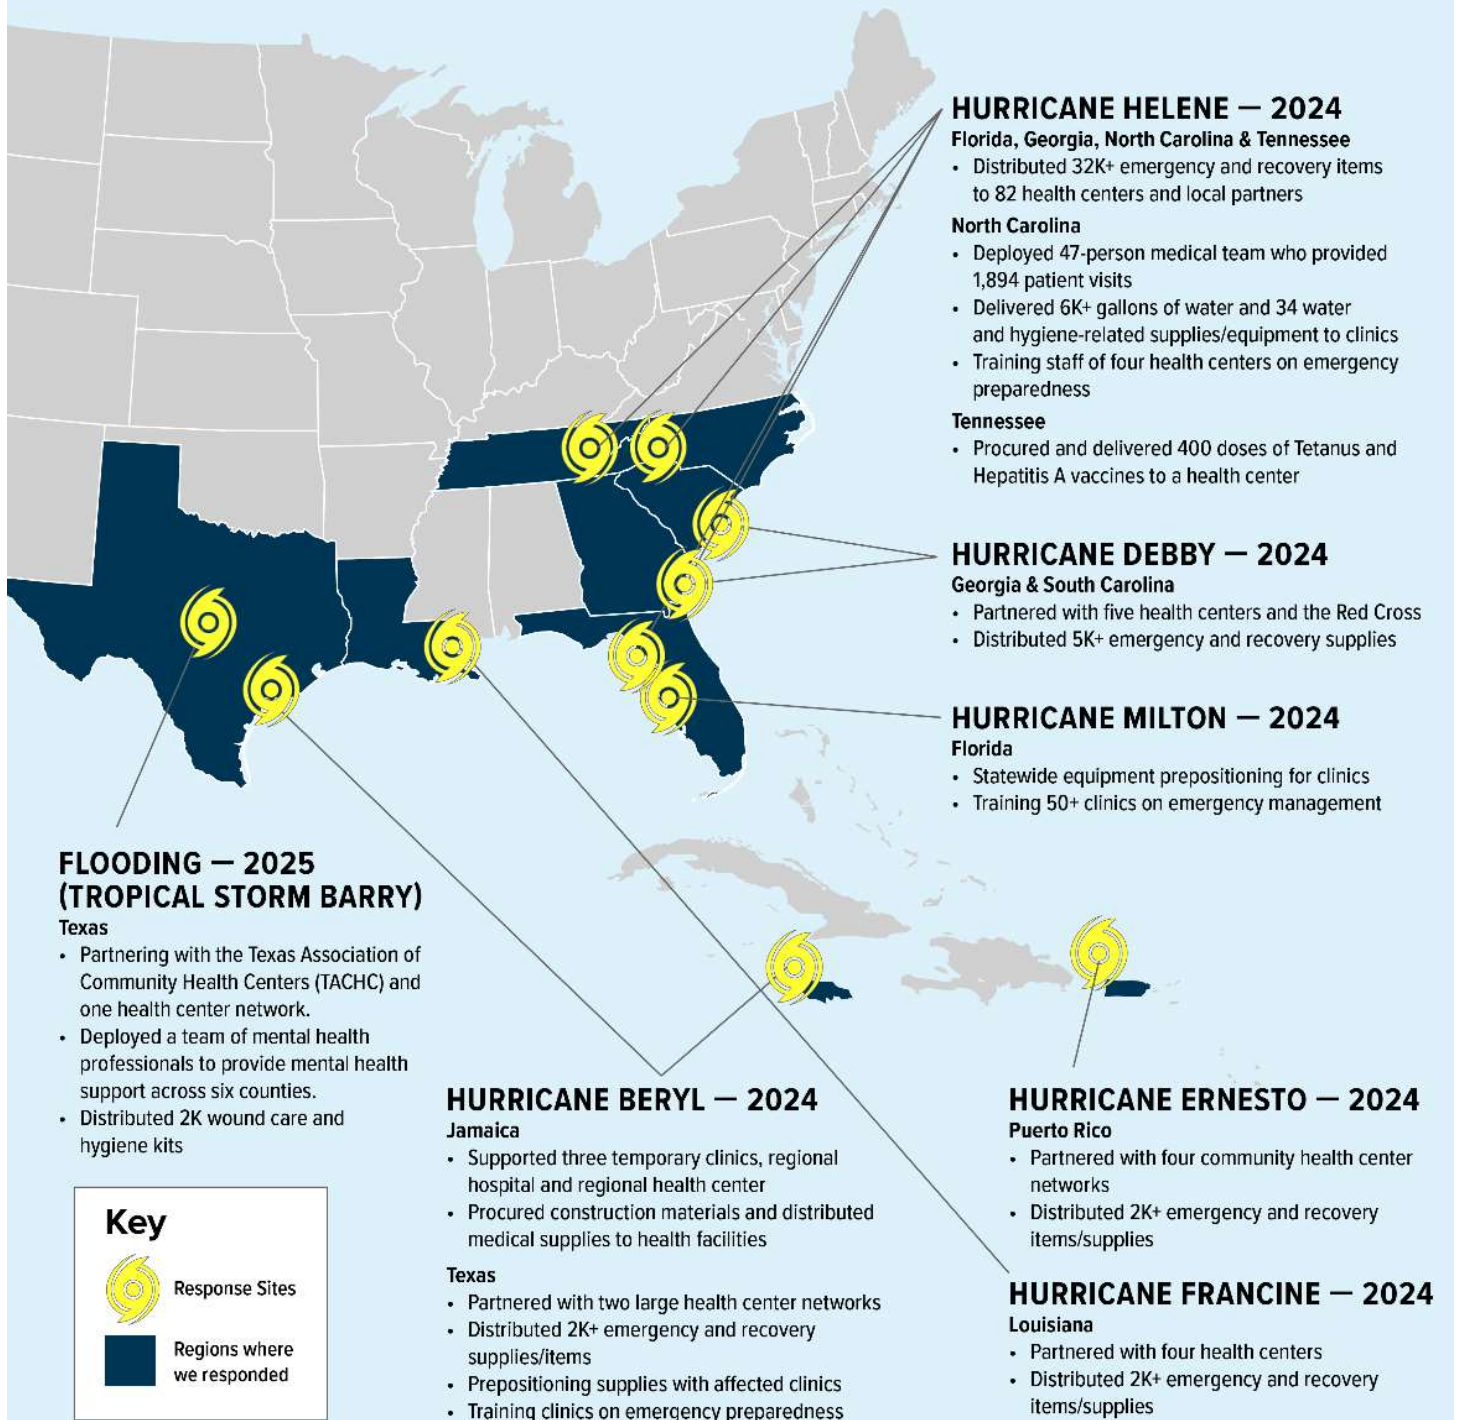 HURRICANE HELENE — 2024
Florida, Georgia, North Carolina & Tennessee
• Distributed 32K+ emergency and recovery items
to 82 health centers and local partners
North Carolina
• Deployed 47-person medical team who provided
1,894 patient visits
• Delivered 6K+ gallons of water and 34 water
and hygiene-related supplies/equipment to clinics
• Training staff of four health centers on emergency
preparedness
Tennessee
• Procured and delivered 400 doses of Tetanus and
Hepatitis A vaccines to a health center
HURRICANE DEBBY — 2024
Georgia & South Carolina
• Partnered with five health centers and the Red Cross
• Distributed 5K+ emergency and recovery supplies
HURRICANE MILTON — 2024
Florida
• Statewide equipment prepositioning for clinics
• Training 50+ clinics on emergency management
FLOODING — 2025
(TROPICAL STORM BARRY)
Texas
• Partnering with the Texas Association of
Community Health Centers (TACHC) and
one health center network.
• Deployed a team of mental health
professionals to provide mental health
support across six counties.
• Distributed 2K wound care and
hygiene kits
Key
Response Sites
Regions where
we responded
HURRICANE BERYL — 2024
Jamaica
• Supported three temporary clinics, regional
hospital and regional health center
• Procured construction materials and distributed
medical supplies to health facilities
Texas
• Partnered with two large health center networks
• Distributed 2K+ emergency and recovery
supplies/items
• Prepositioning supplies with affected clinics
• Training clinics on emergency preparedness
HURRICANE ERNESTO — 2024
Puerto Rico
• Partnered with four community health center
networks
• Distributed 2K+ emergency and recovery
items/supplies
HURRICANE FRANCINE — 2024
Louisiana
• Partnered with four health centers
• Distributed 2K+ emergency and recovery
items/supplies